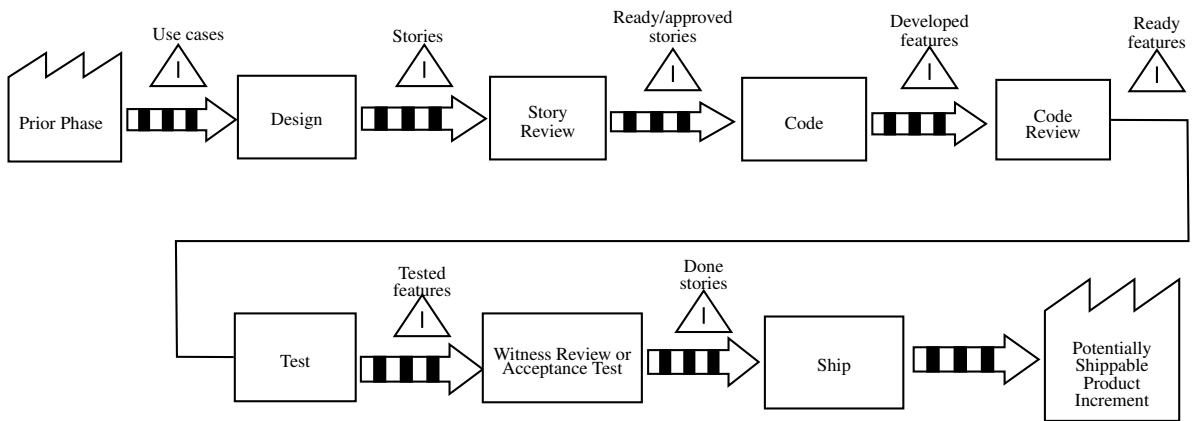 Use cases
Stories
Ready/approved
stories
Developed
features
Ready
features
Prior Phase
Design
Story
Review
Code
Code
Review
Tested
features
Done
stories
Test
Witness Review or
Acceptance Test
Ship
Potentially
Shippable
Product
Increment